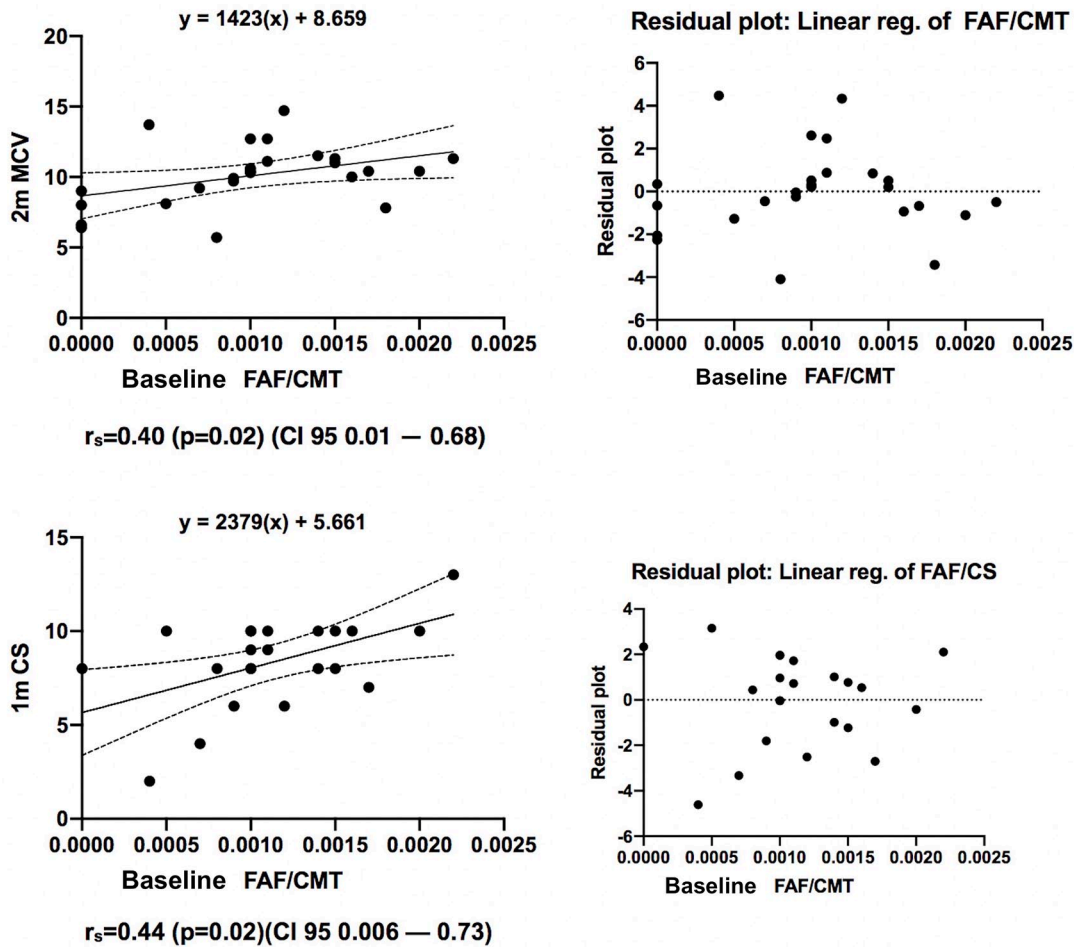 y = 1423(x) + 8.659
20
15
10
5
0
2m MCV
0.0000 0.0005 0.0010 0.0015 0.0020 0.0025
Baseline FAF/CMT
rₛ=0.40 (p=0.02) (CI 95 0.01 — 0.68)
Residual plot: Linear reg. of FAF/CMT
6
4
2
0
-2
-4
-6
Residual plot
0.0000 0.0005 0.0010 0.0015 0.0020 0.0025
Baseline FAF/CMT
y = 2379(x) + 5.661
15
10
5
0
1m CS
0.0000 0.0005 0.0010 0.0015 0.0020 0.0025
Baseline FAF/CMT
rₛ=0.44 (p=0.02)(CI 95 0.006 — 0.73)
Residual plot: Linear reg. of FAF/CS
4
2
0
-2
-4
-6
Residual plot
0.0000 0.0005 0.0010 0.0015 0.0020 0.0025
Baseline FAF/CMT